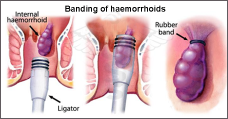 Banding of haemorrhoids
Internal
haemorrhoid
Rubber
band
Ligator